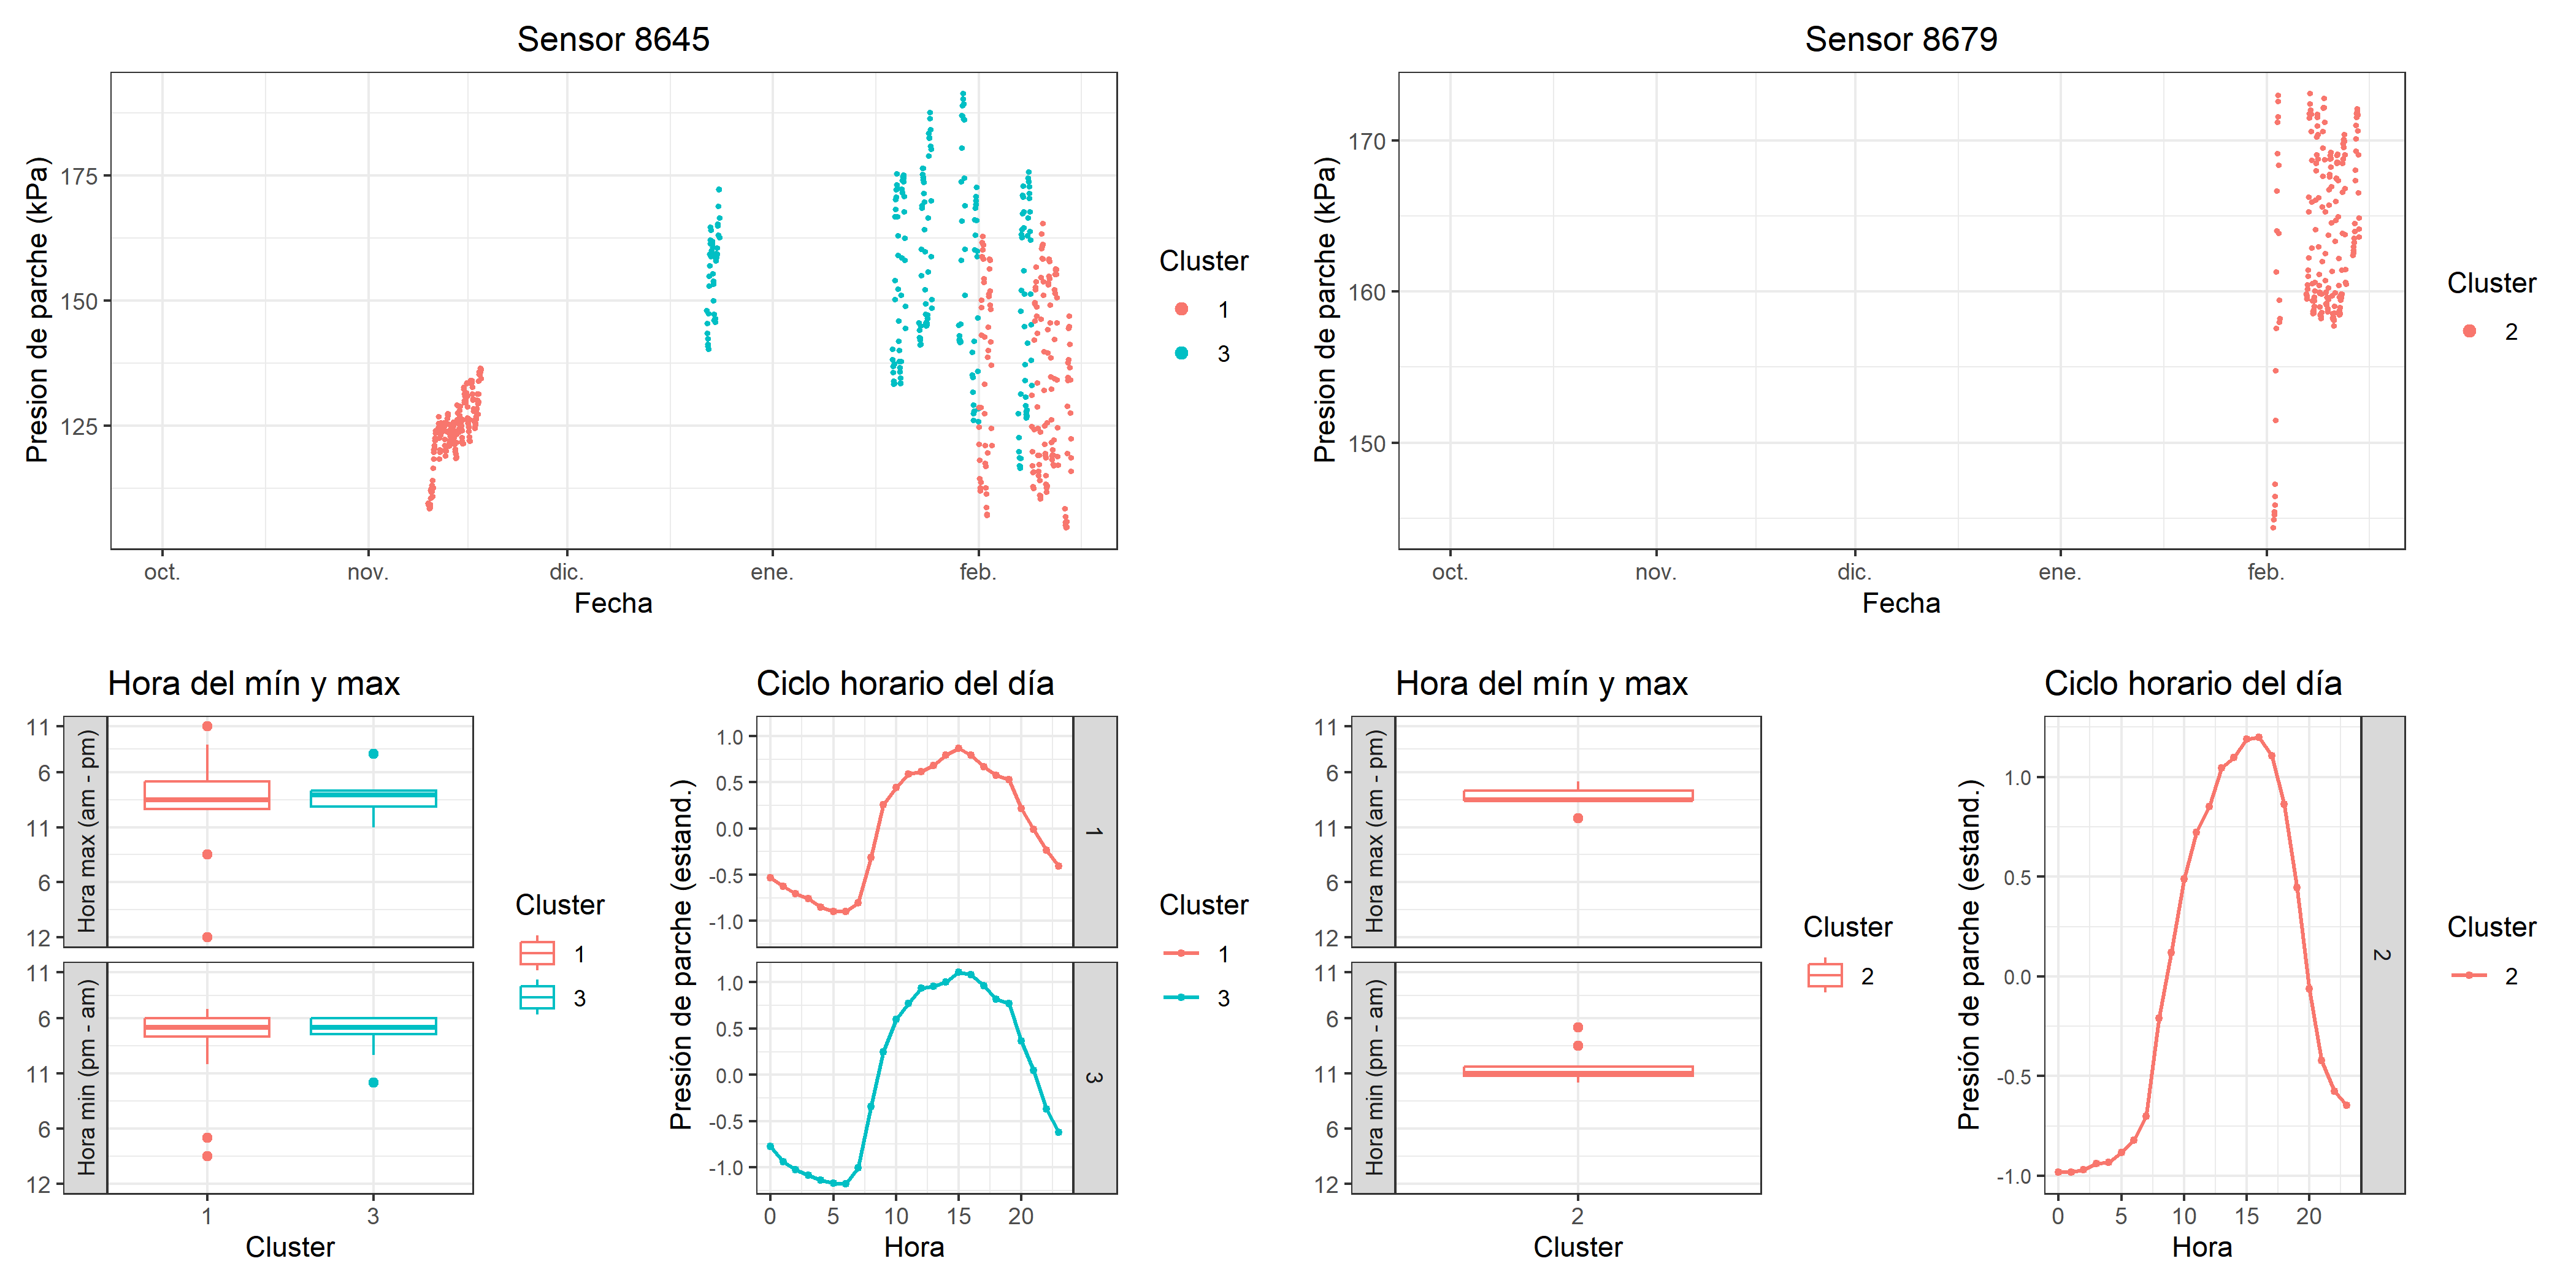 Sensor 8645
Presion de parche (kPa)
175
150
125
oct. nov. dic. ene. feb.
Fecha
Cluster
1
3
Sensor 8679
Presion de parche (kPa)
170
160
150
oct. nov. dic. ene. feb.
Fecha
Cluster
2
Hora del mín y max
Hora max (am - pm)
11
6
11
6
12
Hora min (pm - am)
11
6
11
6
12
1 3
Cluster
Cluster
1
3
Ciclo horario del día
Presión de parche (estand.)
1.0
0.5
0.0
-0.5
-1.0
1
1.0
0.5
0.0
-0.5
-1.0
3
0 5 10 15 20
Hora
Cluster
1
3
Hora del mín y max
Hora max (am - pm)
11
6
11
6
12
Hora min (pm - am)
11
6
11
6
12
2
Cluster
Cluster
2
Ciclo horario del día
Presión de parche (estand.)
1.0
0.5
0.0
-0.5
-1.0
2
0 5 10 15 20
Hora
Cluster
2